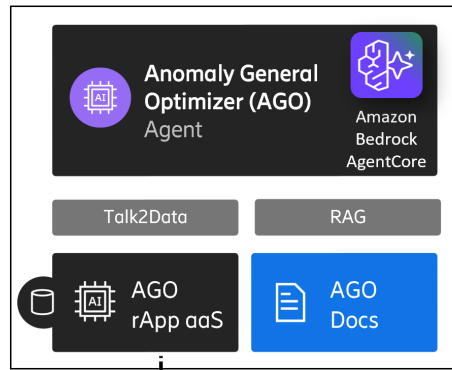 Anomaly General
Optimizer (AGO)
Agent
Amazon
Bedrock
AgentCore
AI
Talk2Data
RAG
AI
AGO
rApp aaS
AGO
Docs